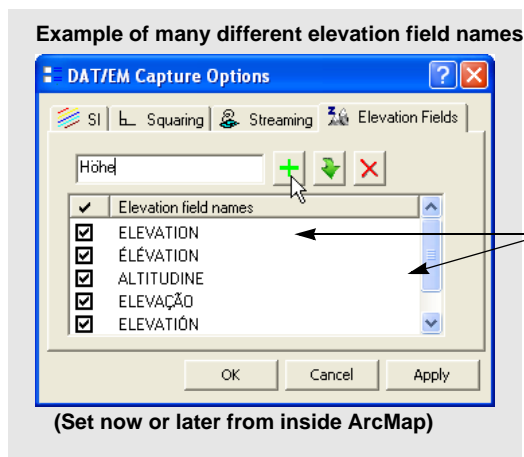 Example of many different elevation field names
DAT/EM Capture Options
SI Squaring Streaming Elevation Fields
Höhe
Elevation field names
ELEVATION
ÉLÉVATION
ALTITUDINE
ELEVAÇÃO
ELEVATIÓN
OK Cancel Apply
(Set now or later from inside ArcMap)